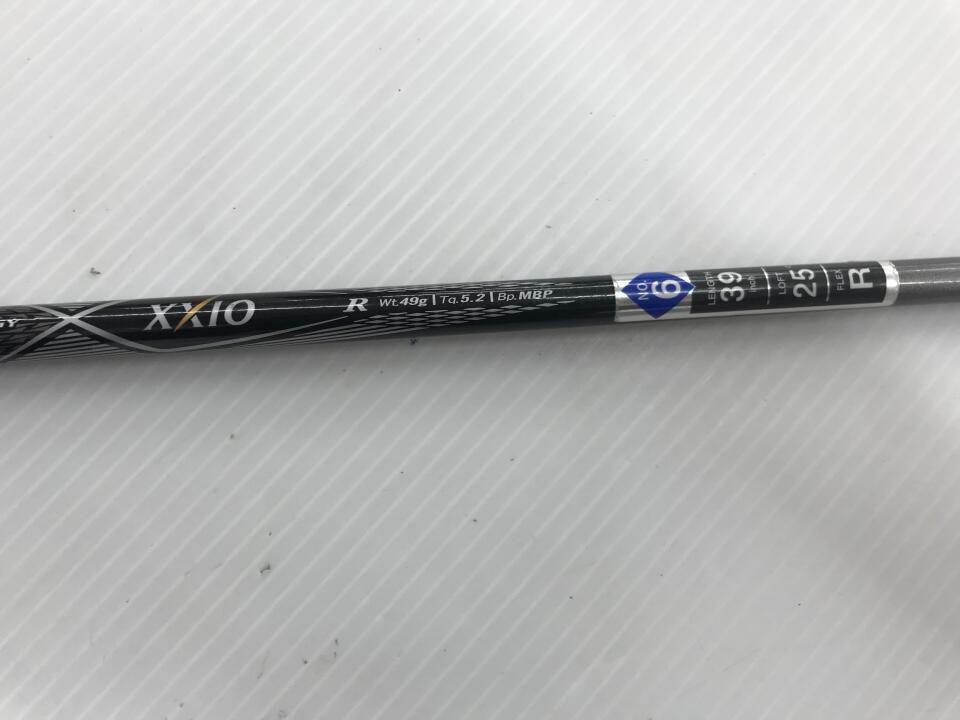 XXIO
R Wt.49g | Tq.5.2 | Bp.MBP
NO.
6
LENGTH
39
inch
LOFT
25
FLEX
R